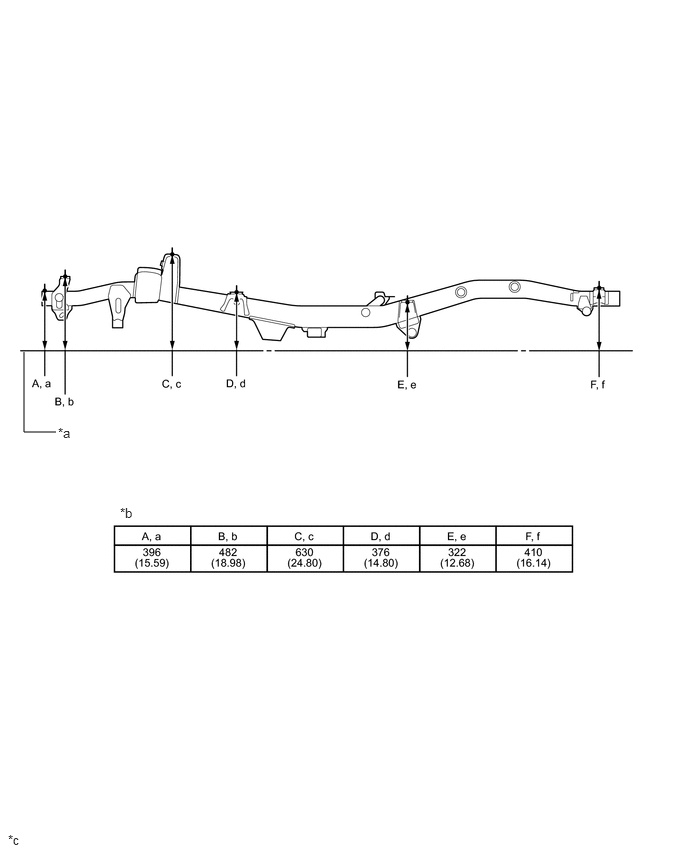 A, a
B, b
C, c
D, d
E, e
F, f
*a
*b
A, a B, b C, c D, d E, e F, f
396 482 630 376 322 410
(15.59) (18.98) (24.80) (14.80) (12.68) (16.14)
*c